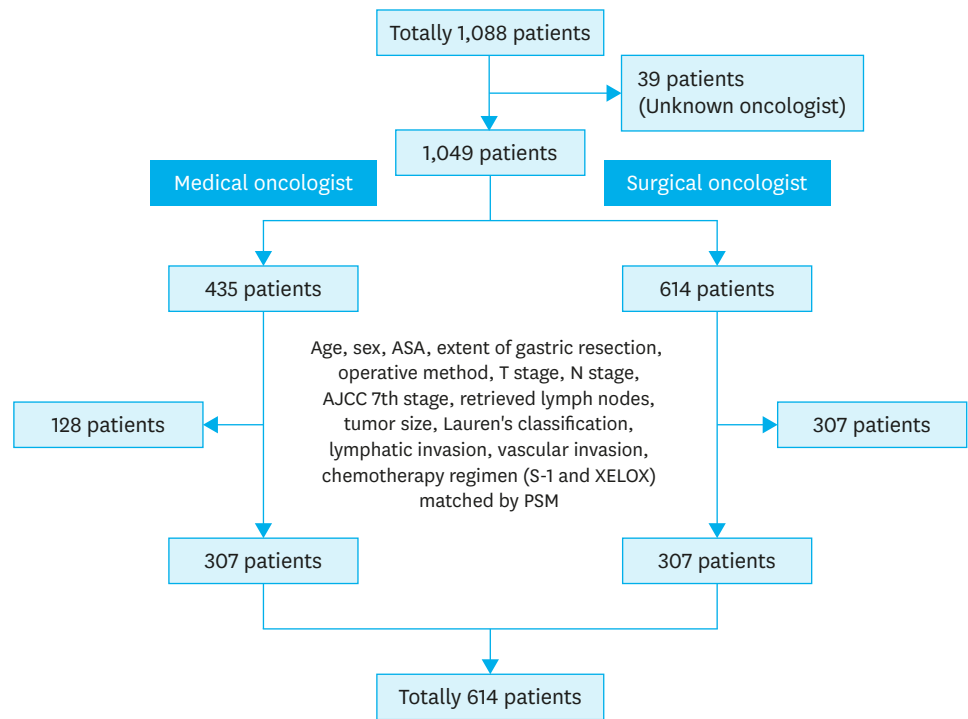 Totally 1,088 patients
39 patients
(Unknown oncologist)
1,049 patients
Medical oncologist
Surgical oncologist
435 patients
614 patients
Age, sex, ASA, extent of gastric resection,
operative method, T stage, N stage,
AJCC 7th stage, retrieved lymph nodes,
tumor size, Lauren's classification,
lymphatic invasion, vascular invasion,
chemotherapy regimen (S-1 and XELOX)
matched by PSM
128 patients
307 patients
307 patients
307 patients
Totally 614 patients